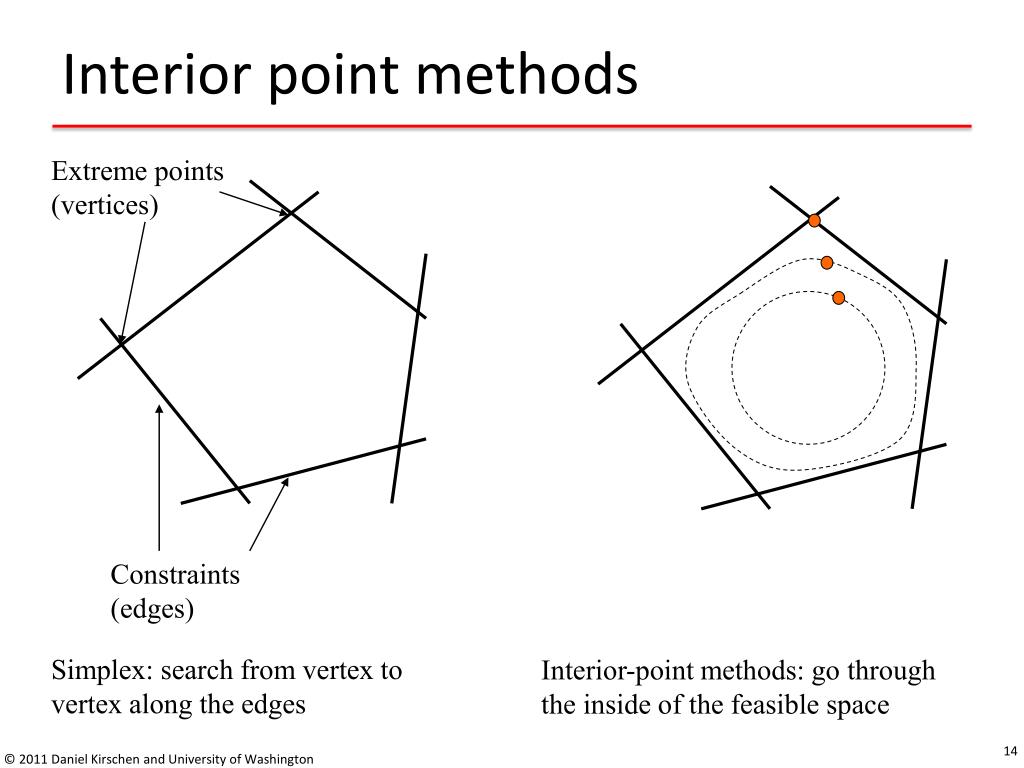 Interior point methods
Extreme points
(vertices)
Constraints
(edges)
Simplex: search from vertex to
vertex along the edges
Interior-point methods: go through
the inside of the feasible space
© 2011 Daniel Kirschen and University of Washington
14